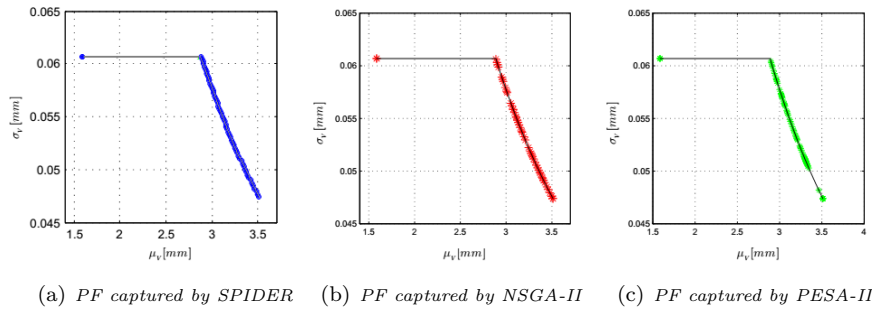 0.065
0.06
0.055
0.05
0.045
σᵥ[mm]
1.5 2 2.5 3 3.5
μᵥ[mm]
0.065
0.06
0.055
0.05
0.045
σᵥ[mm]
1.5 2 2.5 3 3.5
μᵥ[mm]
0.065
0.06
0.055
0.05
0.045
σᵥ[mm]
1.5 2 2.5 3 3.5 4
μᵥ[mm]
(a) PF captured by SPIDER
(b) PF captured by NSGA-II
(c) PF captured by PESA-II